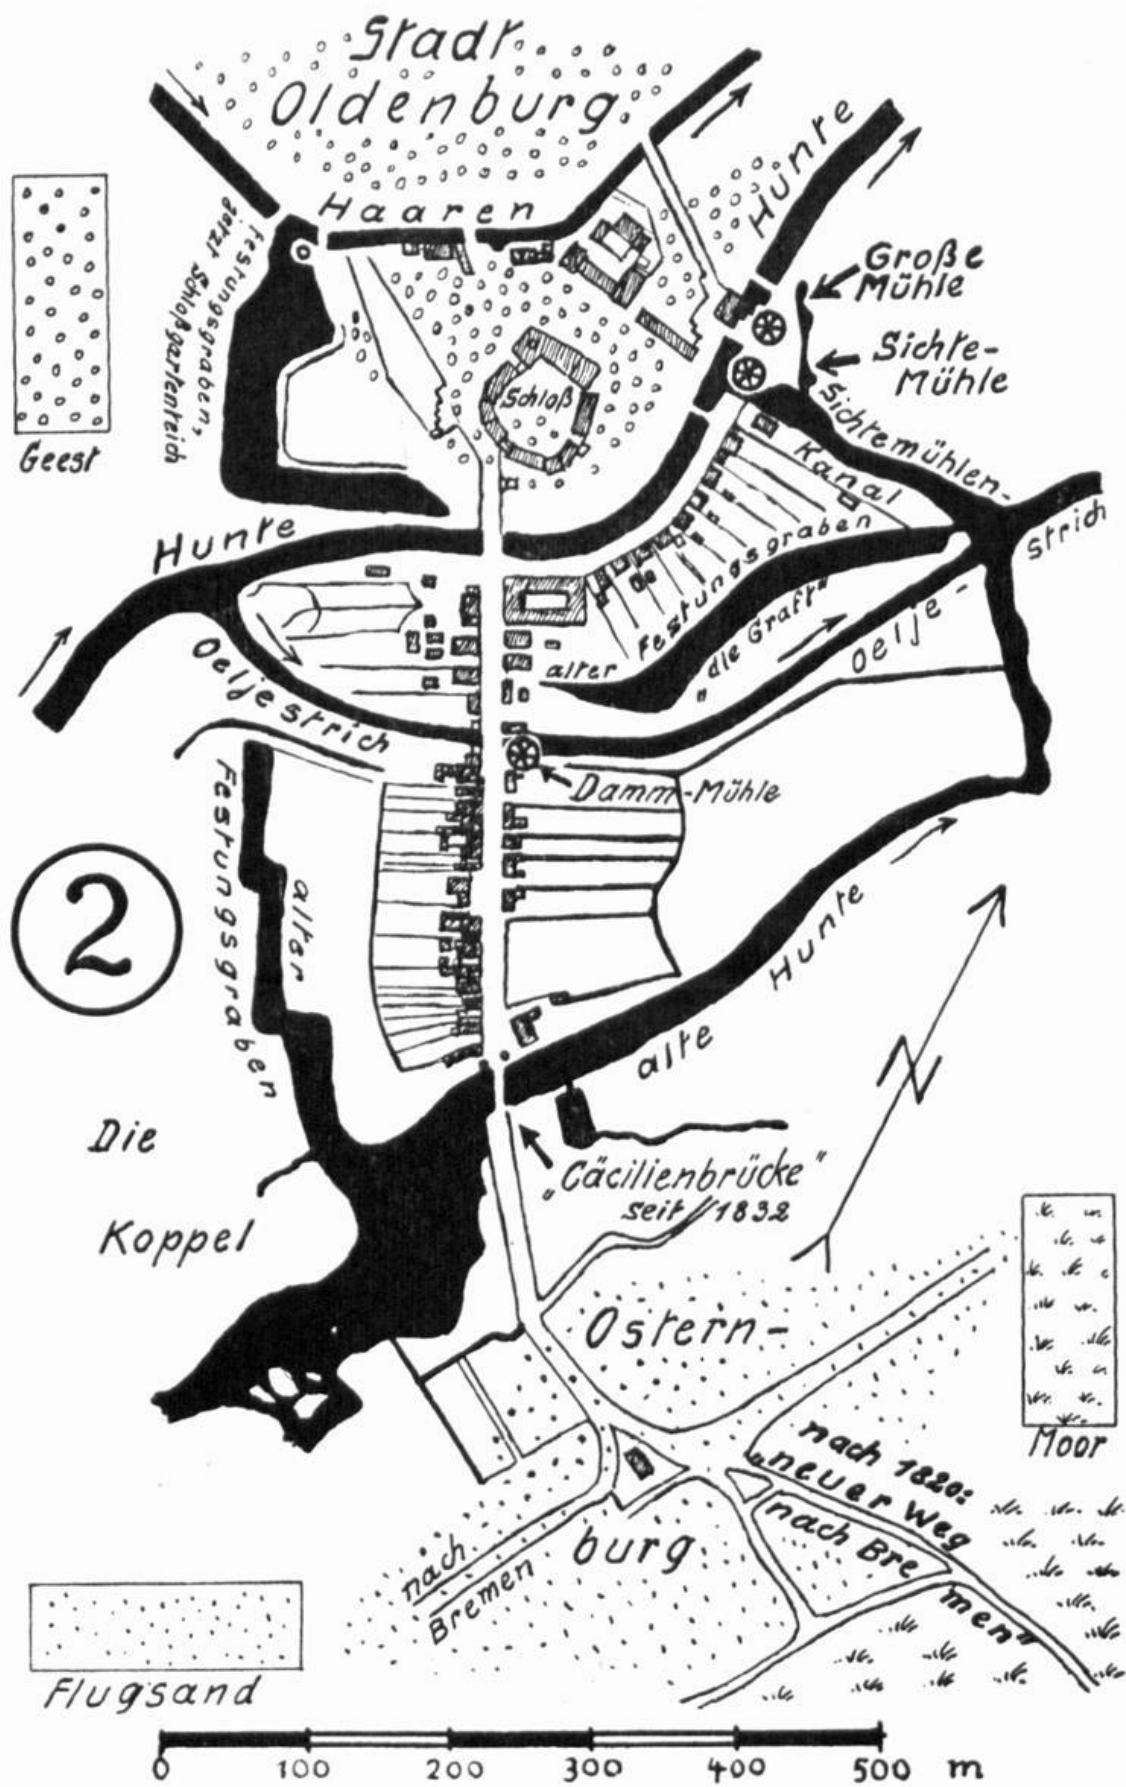 Stadt
Oldenburg
Haaren
Hunte
Große
Mühle
Sichte-
Mühle
Festungsgraben,
jetzt Schloßgartenteich
Geest
Schloß
Sichtemühlen-
strich
Kanal
Hunte
alter Festungsgraben
„die Graft“
Oelje-
Oeljestrich
Damm-Mühle
2
alter
Festungsgraben
alte Hunte
N
Die
Koppel
„Cäcilienbrücke“
seit 1832
Ostern-
burg
Moor
nach 1820:
„neuer Weg
nach Bremen“
nach
Bremen
Flugsand
0 100 200 300 400 500 m